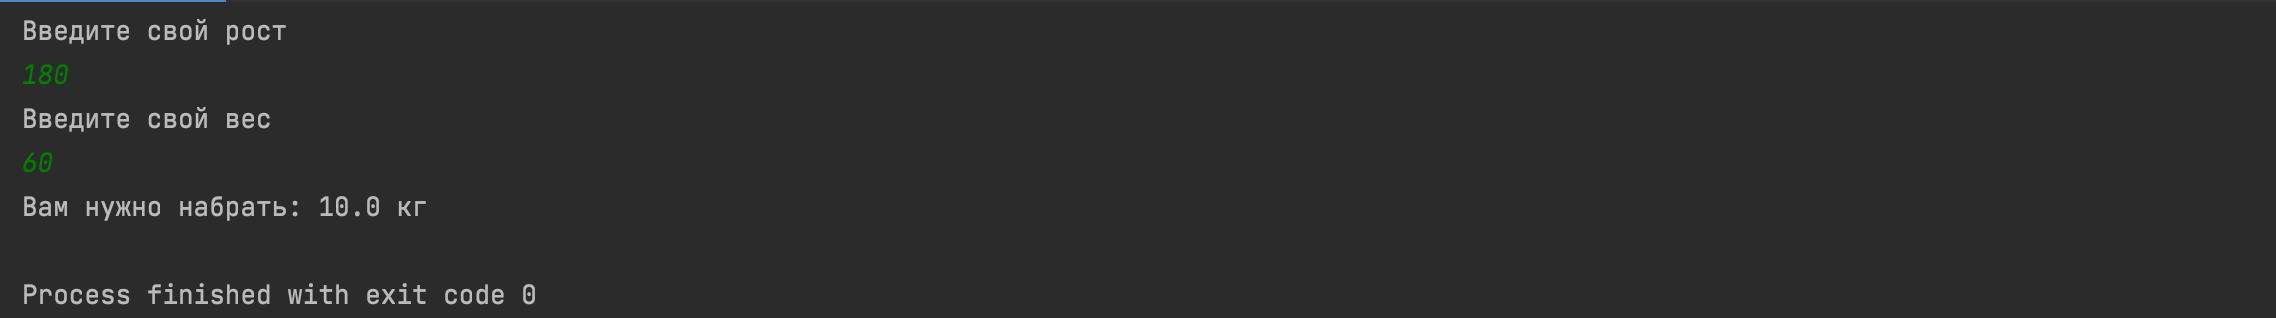 Введите свой рост
180
Введите свой вес
60
Вам нужно набрать: 10.0 кг
Process finished with exit code 0